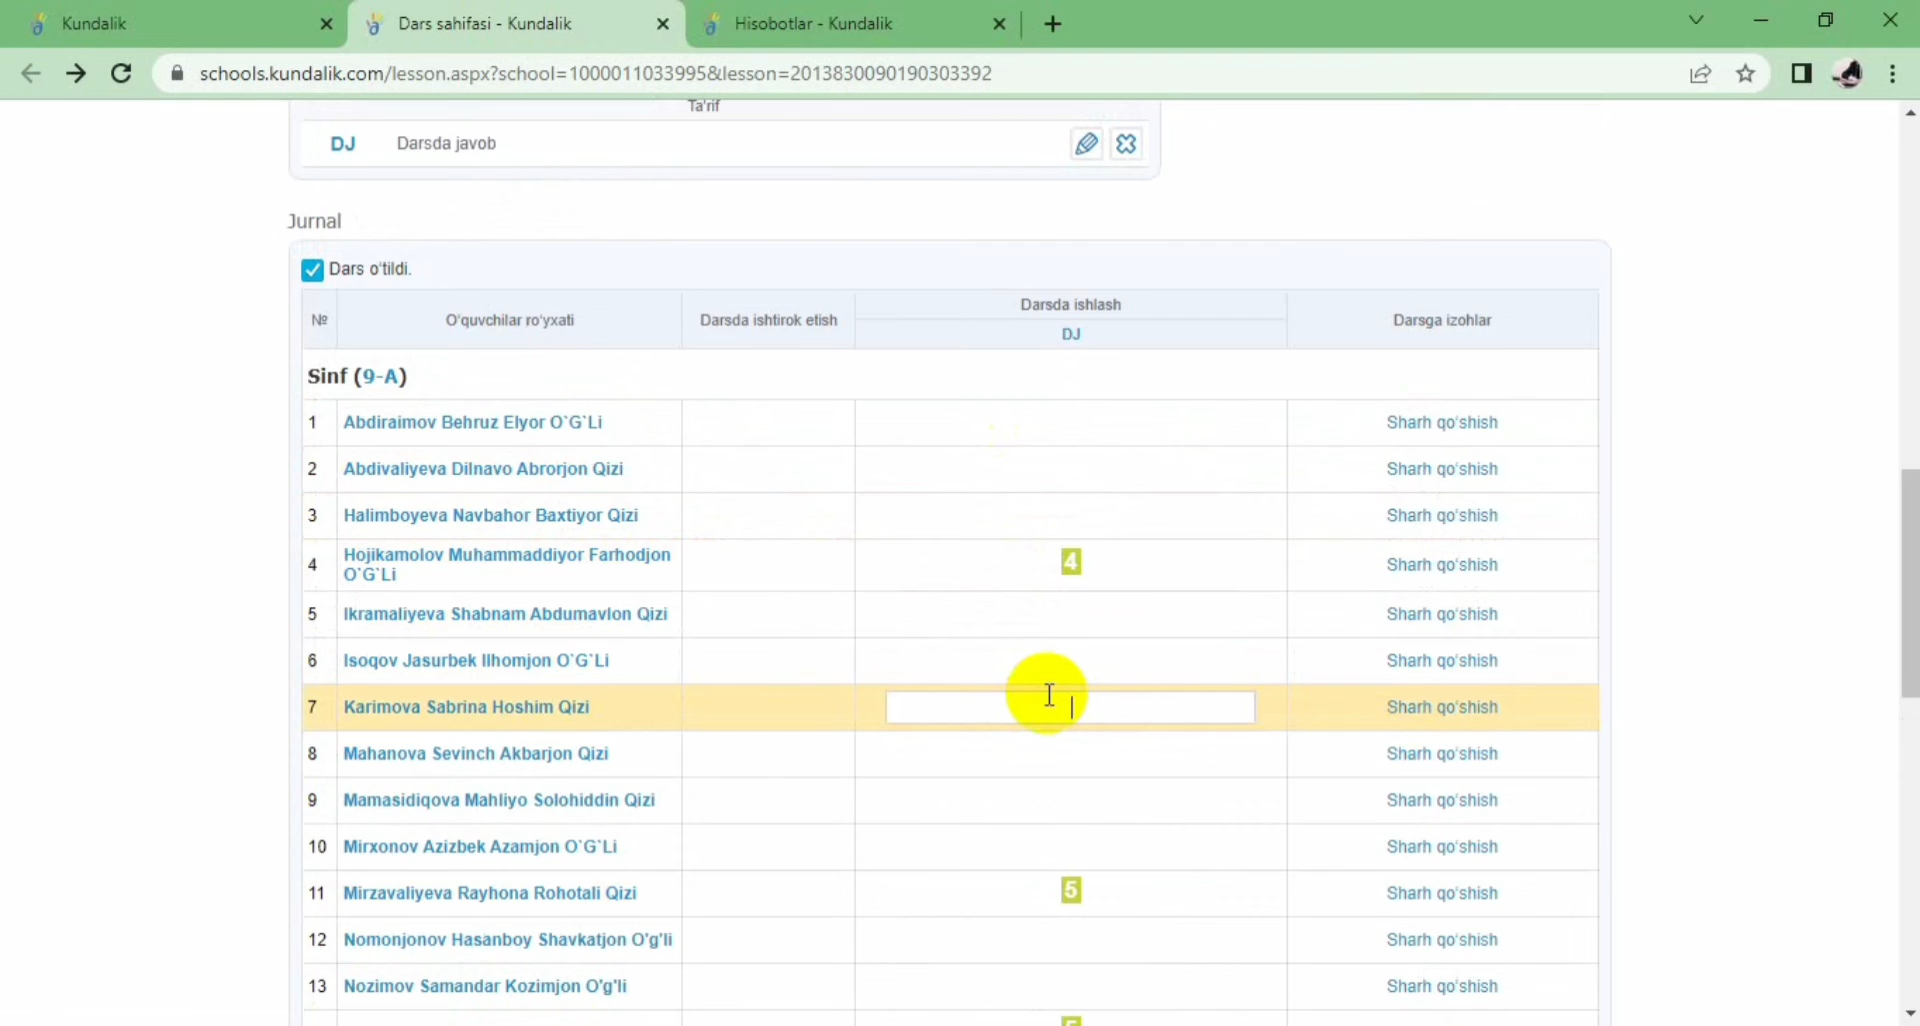 Kundalik
Dars sahifasi - Kundalik
Hisobotlar - Kundalik
schools.kundalik.com/lesson.aspx?school=1000011033995&lesson=2013830090190303392
Ta'rif
DJ Darsda javob
Jurnal
Dars o'tildi.
№ O'quvchilar ro'yxati Darsda ishtirok etish Darsda ishlash Darsga izohlar
DJ
Sinf (9-A)
1 Abdiraimov Behruz Elyor O`G`Li Sharh qo'shish
2 Abdivaliyeva Dilnavo Abrorjon Qizi Sharh qo'shish
3 Halimboyeva Navbahor Baxtiyor Qizi Sharh qo'shish
4 Hojikamolov Muhammaddiyor Farhodjon O`G`Li 4 Sharh qo'shish
5 Ikramaliyeva Shabnam Abdumavlon Qizi Sharh qo'shish
6 Isoqov Jasurbek Ilhomjon O`G`Li Sharh qo'shish
7 Karimova Sabrina Hoshim Qizi Sharh qo'shish
8 Mahanova Sevinch Akbarjon Qizi Sharh qo'shish
9 Mamasidiqova Mahliyo Solohiddin Qizi Sharh qo'shish
10 Mirxonov Azizbek Azamjon O`G`Li Sharh qo'shish
11 Mirzavaliyeva Rayhona Rohotali Qizi 5 Sharh qo'shish
12 Nomonjonov Hasanboy Shavkatjon O'g'li Sharh qo'shish
13 Nozimov Samandar Kozimjon O'g'li Sharh qo'shish